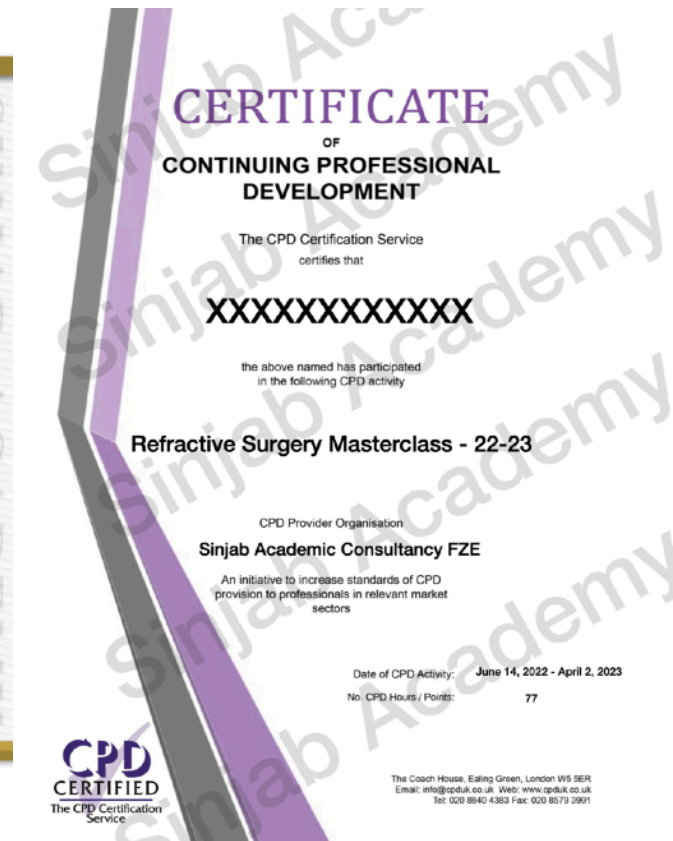 CERTIFICATE
OF
CONTINUING PROFESSIONAL
DEVELOPMENT
The CPD Certification Service
certifies that
XXXXXXXXXXXX
the above named has participated
in the following CPD activity
Refractive Surgery Masterclass - 22-23
CPD Provider Organisation
Sinjab Academic Consultancy FZE
An initiative to increase standards of CPD
provision to professionals in relevant market
sectors
Date of CPD Activity: June 14, 2022 - April 2, 2023
No. CPD Hours / Points: 77
CPD
CERTIFIED
The CPD Certification
Service
The Coach House, Ealing Green, London W5 5ER
Email: info@cpduk.co.uk Web: www.cpduk.co.uk
Tel: 020 8840 4383 Fax: 020 8579 3991
Sinjab Academy
Sinjab Academy
Sinjab Academy
Sinjab Academy
Sinjab Academy